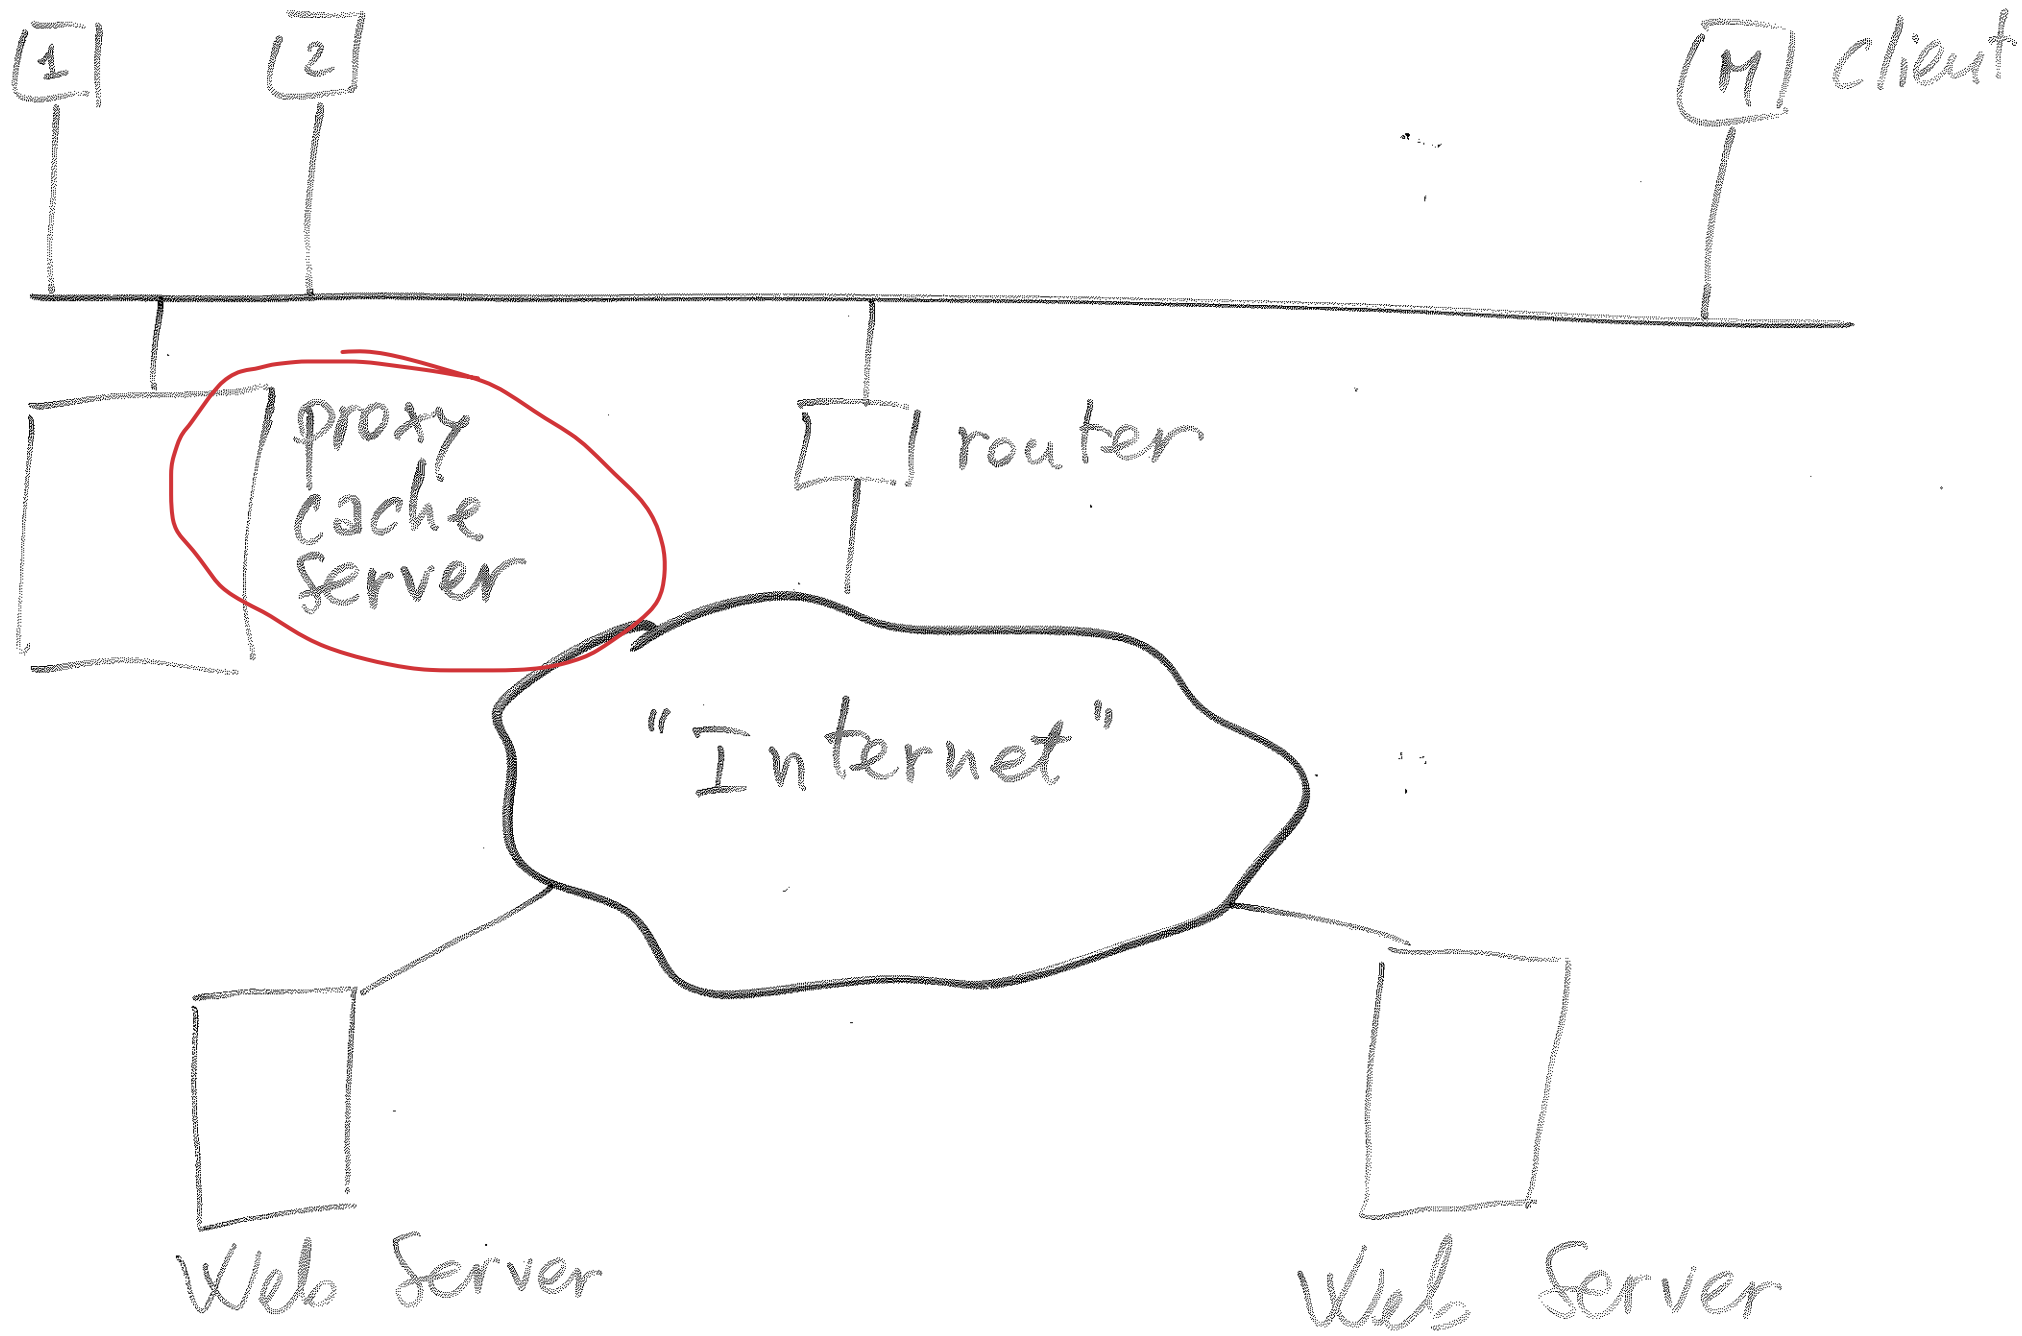 1
2
M
client
proxy
cache
server
router
"Internet"
Web Server
Web Server